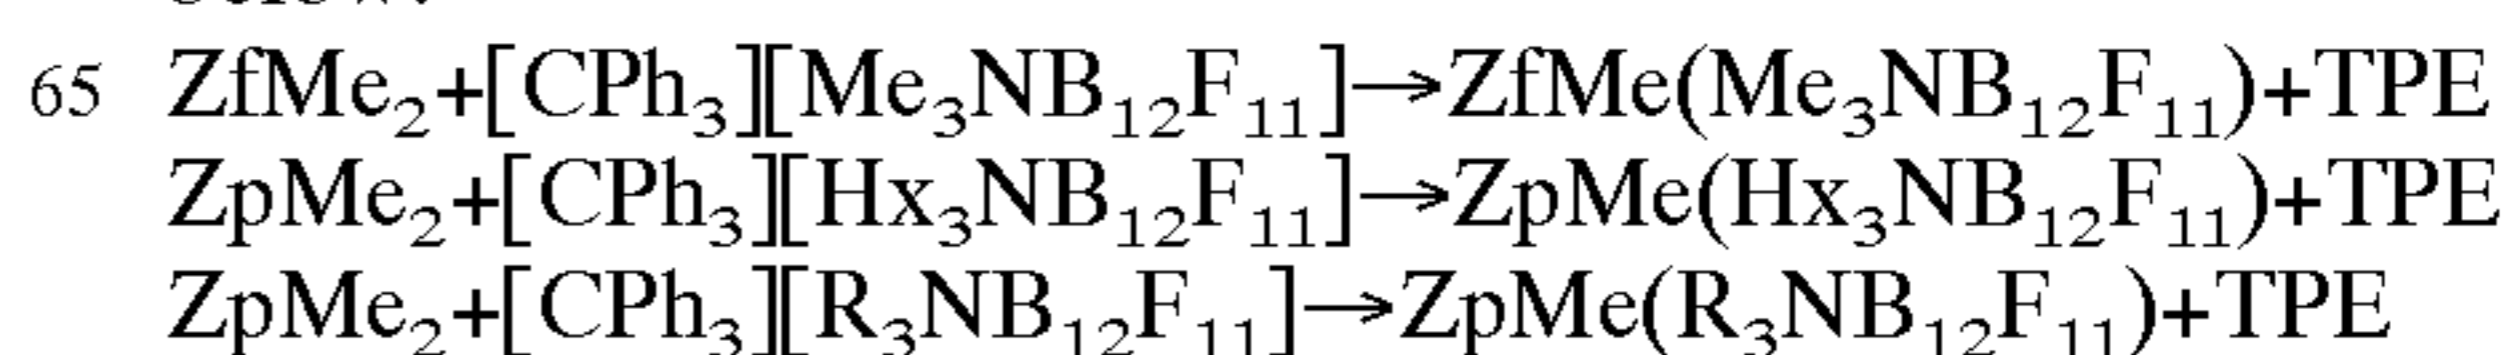 65 ZfMe₂+[CPh₃][Me₃NB₁₂F₁₁]→ZfMe(Me₃NB₁₂F₁₁)+TPE
ZpMe₂+[CPh₃][Hx₃NB₁₂F₁₁]→ZpMe(Hx₃NB₁₂F₁₁)+TPE
ZpMe₂+[CPh₃][R₃NB₁₂F₁₁]→ZpMe(R₃NB₁₂F₁₁)+TPE